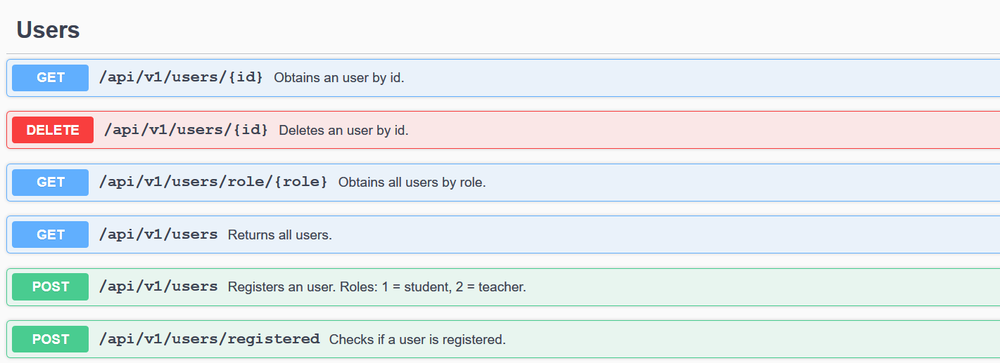 Users
GET /api/v1/users/{id} Obtains an user by id.
DELETE /api/v1/users/{id} Deletes an user by id.
GET /api/v1/users/role/{role} Obtains all users by role.
GET /api/v1/users Returns all users.
POST /api/v1/users Registers an user. Roles: 1 = student, 2 = teacher.
POST /api/v1/users/registered Checks if a user is registered.